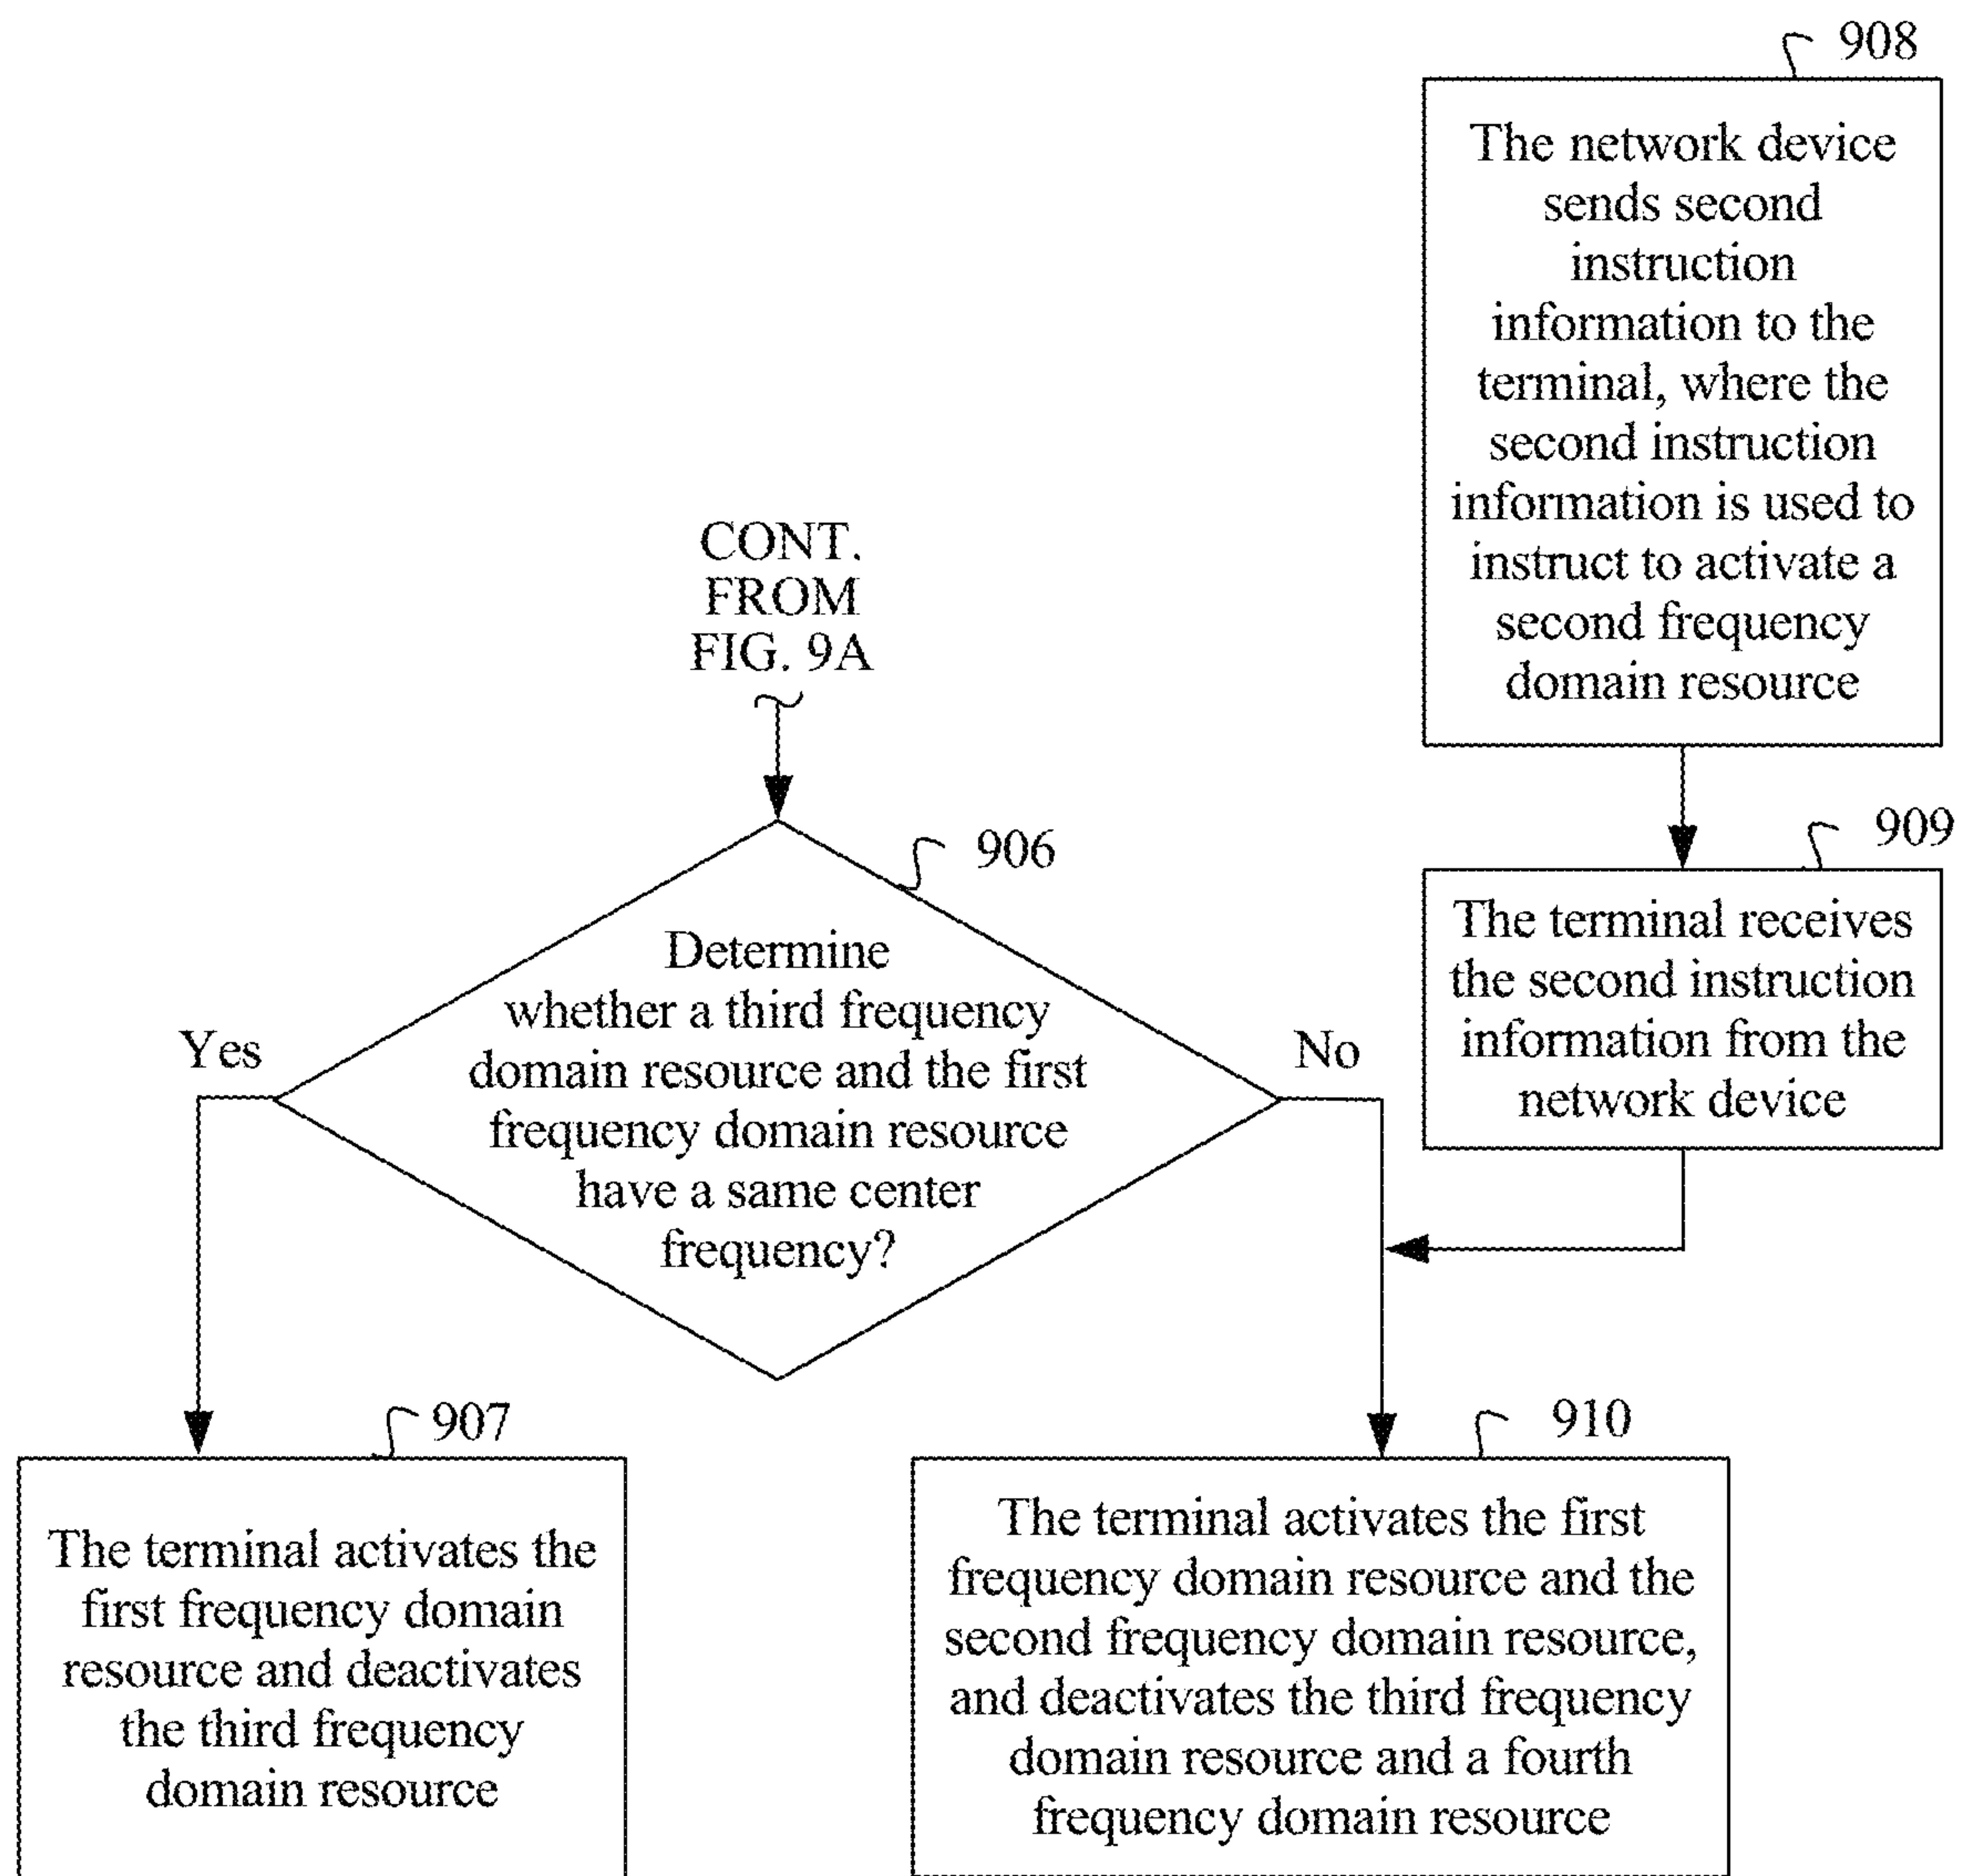 908
The network device
sends second
instruction
information to the
terminal, where the
second instruction
information is used to
instruct to activate a
second frequency
domain resource
CONT.
FROM
FIG. 9A
906
Determine
whether a third frequency
domain resource and the first
frequency domain resource
have a same center
frequency?
Yes
No
909
The terminal receives
the second instruction
information from the
network device
907
The terminal activates the
first frequency domain
resource and deactivates
the third frequency
domain resource
910
The terminal activates the first
frequency domain resource and the
second frequency domain resource,
and deactivates the third frequency
domain resource and a fourth
frequency domain resource